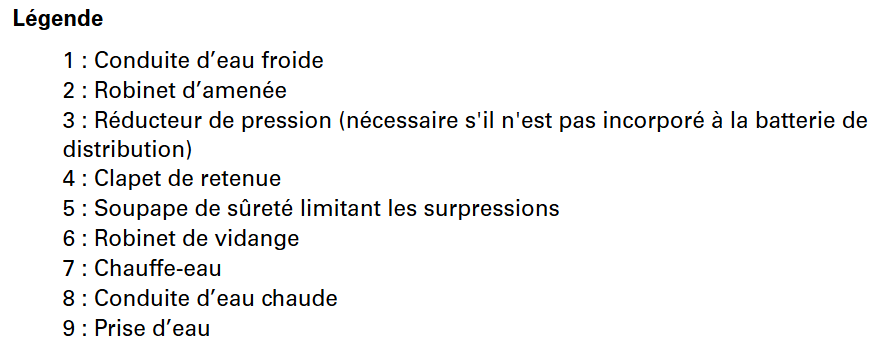 Légende
1 : Conduite d’eau froide
2 : Robinet d’amenée
3 : Réducteur de pression (nécessaire s'il n'est pas incorporé à la batterie de
distribution)
4 : Clapet de retenue
5 : Soupape de sûreté limitant les surpressions
6 : Robinet de vidange
7 : Chauffe-eau
8 : Conduite d’eau chaude
9 : Prise d’eau